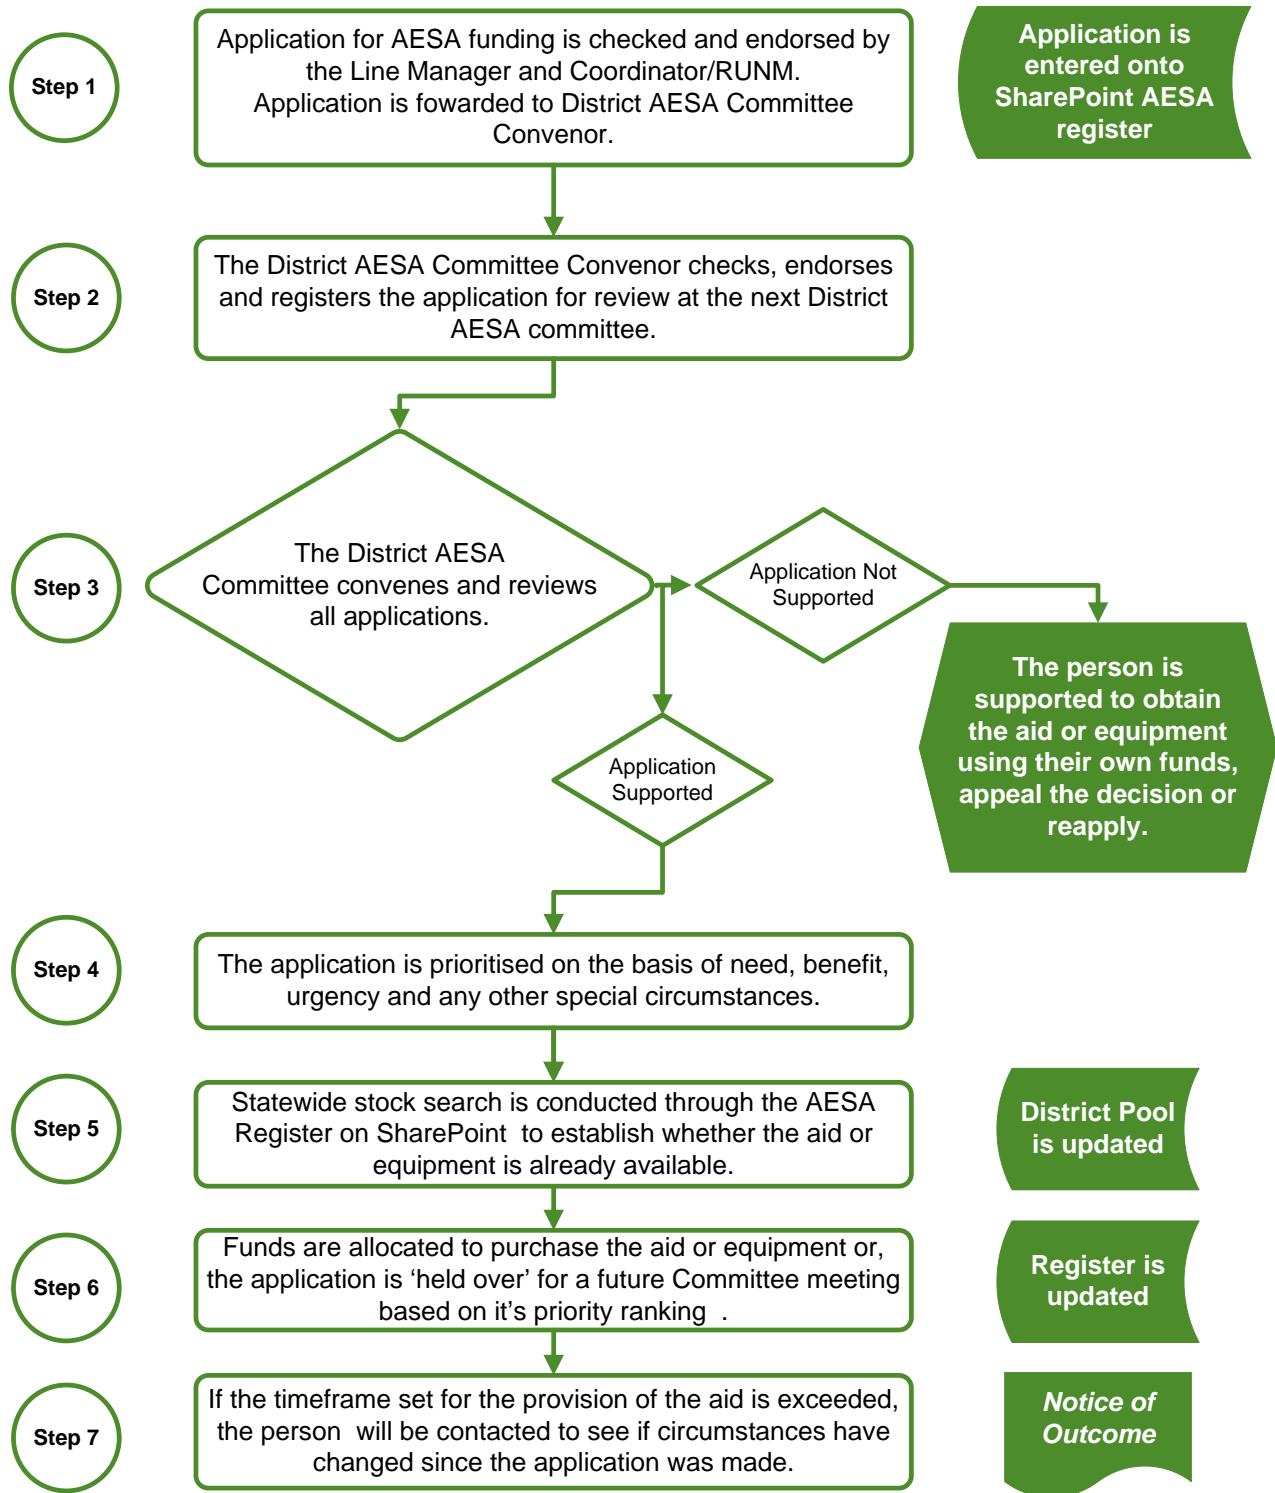 Step 1
Application for AESA funding is checked and endorsed by
the Line Manager and Coordinator/RUNM.
Application is fowarded to District AESA Committee
Convenor.
Application is
entered onto
SharePoint AESA
register
Step 2
The District AESA Committee Convenor checks, endorses
and registers the application for review at the next District
AESA committee.
Step 3
The District AESA
Committee convenes and reviews
all applications.
Application Not
Supported
The person is
supported to obtain
the aid or equipment
using their own funds,
appeal the decision or
reapply.
Application
Supported
Step 4
The application is prioritised on the basis of need, benefit,
urgency and any other special circumstances.
Step 5
Statewide stock search is conducted through the AESA
Register on SharePoint  to establish whether the aid or
equipment is already available.
District Pool
is updated
Step 6
Funds are allocated to purchase the aid or equipment or,
the application is ‘held over’ for a future Committee meeting
based on it’s priority ranking  .
Register is
updated
Step 7
If the timeframe set for the provision of the aid is exceeded,
the person  will be contacted to see if circumstances have
changed since the application was made.
Notice of
Outcome